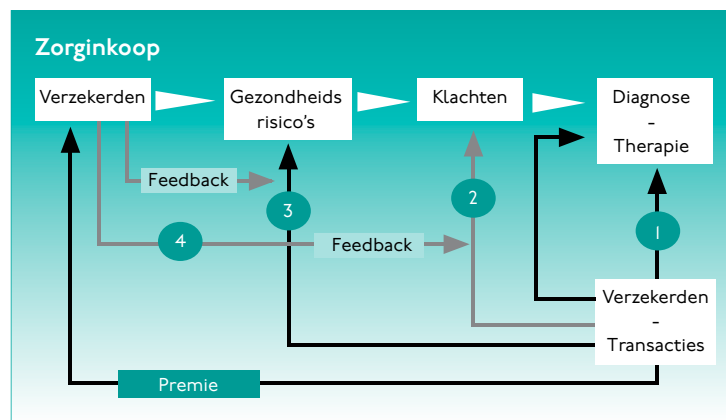 Zorginkoop
Verzekerden
Gezondheids
risico's
Klachten
Diagnose
-
Therapie
Feedback
3
2
4
Feedback
1
Verzekerden
-
Transacties
Premie